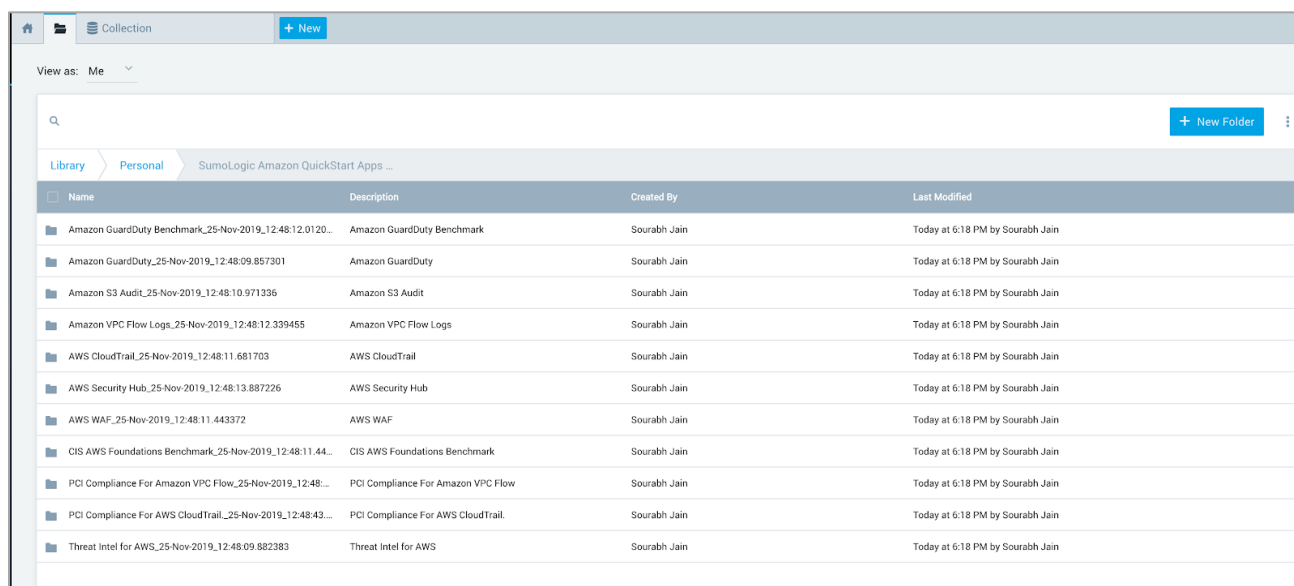 Collection + New
View as: Me
+ New Folder
Library Personal SumoLogic Amazon QuickStart Apps ...
Name Description Created By Last Modified
Amazon GuardDuty Benchmark_25-Nov-2019_12:48:12.0120... Amazon GuardDuty Benchmark Sourabh Jain Today at 6:18 PM by Sourabh Jain
Amazon GuardDuty_25-Nov-2019_12:48:09.857301 Amazon GuardDuty Sourabh Jain Today at 6:18 PM by Sourabh Jain
Amazon S3 Audit_25-Nov-2019_12:48:10.971336 Amazon S3 Audit Sourabh Jain Today at 6:18 PM by Sourabh Jain
Amazon VPC Flow Logs_25-Nov-2019_12:48:12.339455 Amazon VPC Flow Logs Sourabh Jain Today at 6:18 PM by Sourabh Jain
AWS CloudTrail_25-Nov-2019_12:48:11.681703 AWS CloudTrail Sourabh Jain Today at 6:18 PM by Sourabh Jain
AWS Security Hub_25-Nov-2019_12:48:13.887226 AWS Security Hub Sourabh Jain Today at 6:18 PM by Sourabh Jain
AWS WAF_25-Nov-2019_12:48:11.443372 AWS WAF Sourabh Jain Today at 6:18 PM by Sourabh Jain
CIS AWS Foundations Benchmark_25-Nov-2019_12:48:11.44... CIS AWS Foundations Benchmark Sourabh Jain Today at 6:18 PM by Sourabh Jain
PCI Compliance For Amazon VPC Flow_25-Nov-2019_12:48:... PCI Compliance For Amazon VPC Flow Sourabh Jain Today at 6:18 PM by Sourabh Jain
PCI Compliance For AWS CloudTrail._25-Nov-2019_12:48:43.... PCI Compliance For AWS CloudTrail. Sourabh Jain Today at 6:18 PM by Sourabh Jain
Threat Intel for AWS_25-Nov-2019_12:48:09.882383 Threat Intel for AWS Sourabh Jain Today at 6:18 PM by Sourabh Jain